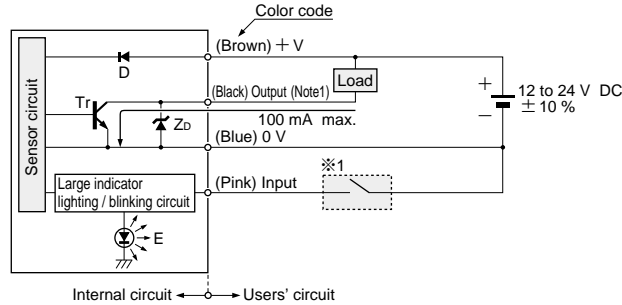 Color code
(Brown) + V
D
Load
Tr
(Black) Output (Note1)
+
12 to 24 V DC
± 10 %
−
Sensor circuit
ZD
100 mA max.
(Blue) 0 V
※1
Large indicator
lighting / blinking circuit
(Pink) Input
E
Internal circuit
Users' circuit